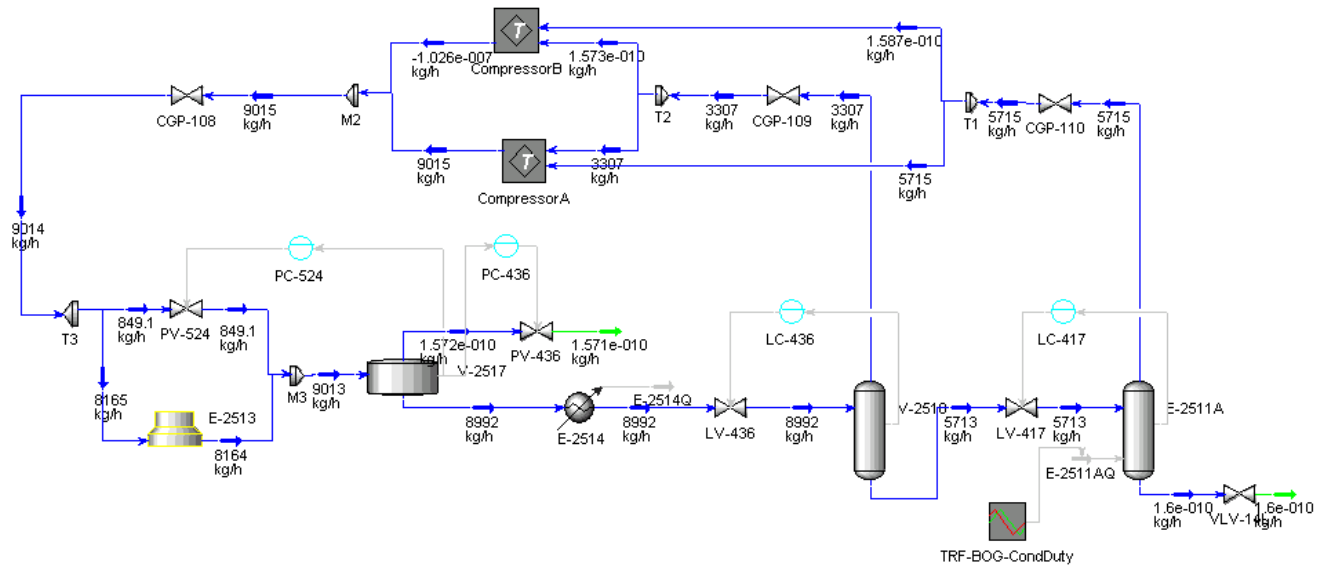 1.587e-010
kg/h
-1.026e-007
kg/h
1.573e-010
kg/h
CompressorB
CGP-108
9015
kg/h
M2
T2
3307
kg/h
CGP-109
3307
kg/h
T1
5715
kg/h
CGP-110
5715
kg/h
9015
kg/h
3307
kg/h
5715
kg/h
CompressorA
9014
kg/h
PC-524
PC-436
LC-436
LC-417
T3
849.1
kg/h
PV-524
849.1
kg/h
1.572e-010
kg/h
PV-436
1.571e-010
kg/h
V-2517
M3
9013
kg/h
8165
kg/h
E-2513
8164
kg/h
8992
kg/h
E-2514
E-2514Q
8992
kg/h
LV-436
8992
kg/h
V-2510
5713
kg/h
LV-417
5713
kg/h
E-2511A
E-2511AQ
1.6e-010
kg/h
1.6e-010
kg/h
TRF-BOG-CondDuty